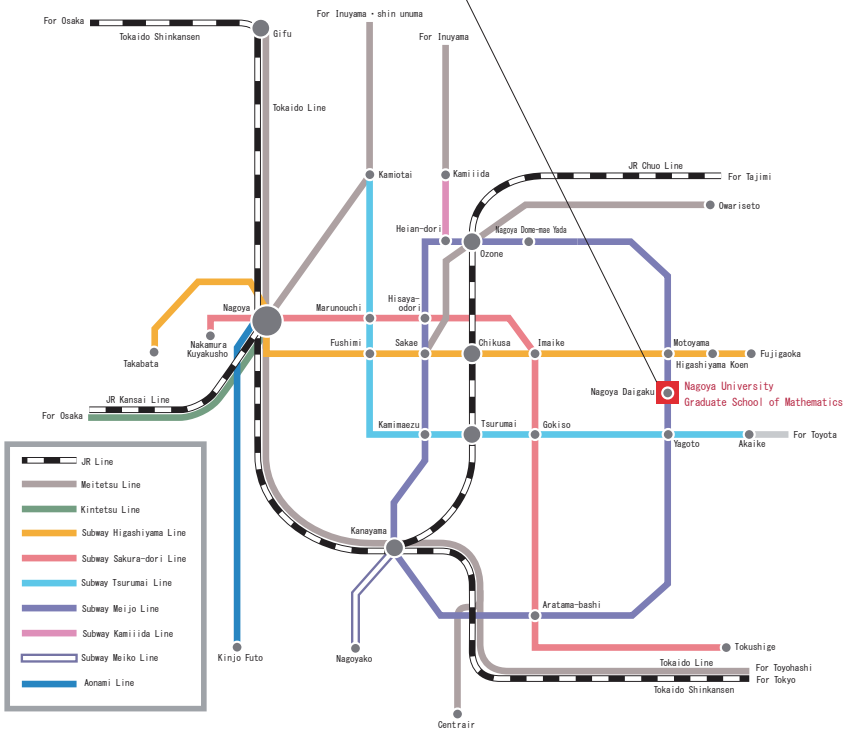 For Inuyama・shin unuma
For Osaka
Tokaido Shinkansen
Gifu
For Inuyama
Tokaido Line
JR Chuo Line
For Tajimi
Kamiotai
Kamiiida
Owariseto
Heian-dori
Nagoya Dome-mae Yada
Ozone
Nagoya
Marunouchi
Hisaya-
odori
Nakamura
Kuyakusho
Takabata
Fushimi
Sakae
Chikusa
Imaike
Motoyama
Higashiyama Koen
Fujigaoka
JR Kansai Line
For Osaka
Nagoya Daigaku
Nagoya University
Graduate School of Mathematics
Kamimaezu
Tsurumai
Gokiso
Yagoto
Akaike
For Toyota
JR Line
Meitetsu Line
Kintetsu Line
Subway Higashiyama Line
Subway Sakura-dori Line
Subway Tsurumai Line
Subway Meijo Line
Subway Kamiiida Line
Subway Meiko Line
Aonami Line
Kanayama
Aratama-bashi
Kinjo Futo
Nagoyako
Tokushige
Tokaido Line
For Toyohashi
For Tokyo
Tokaido Shinkansen
Centrair